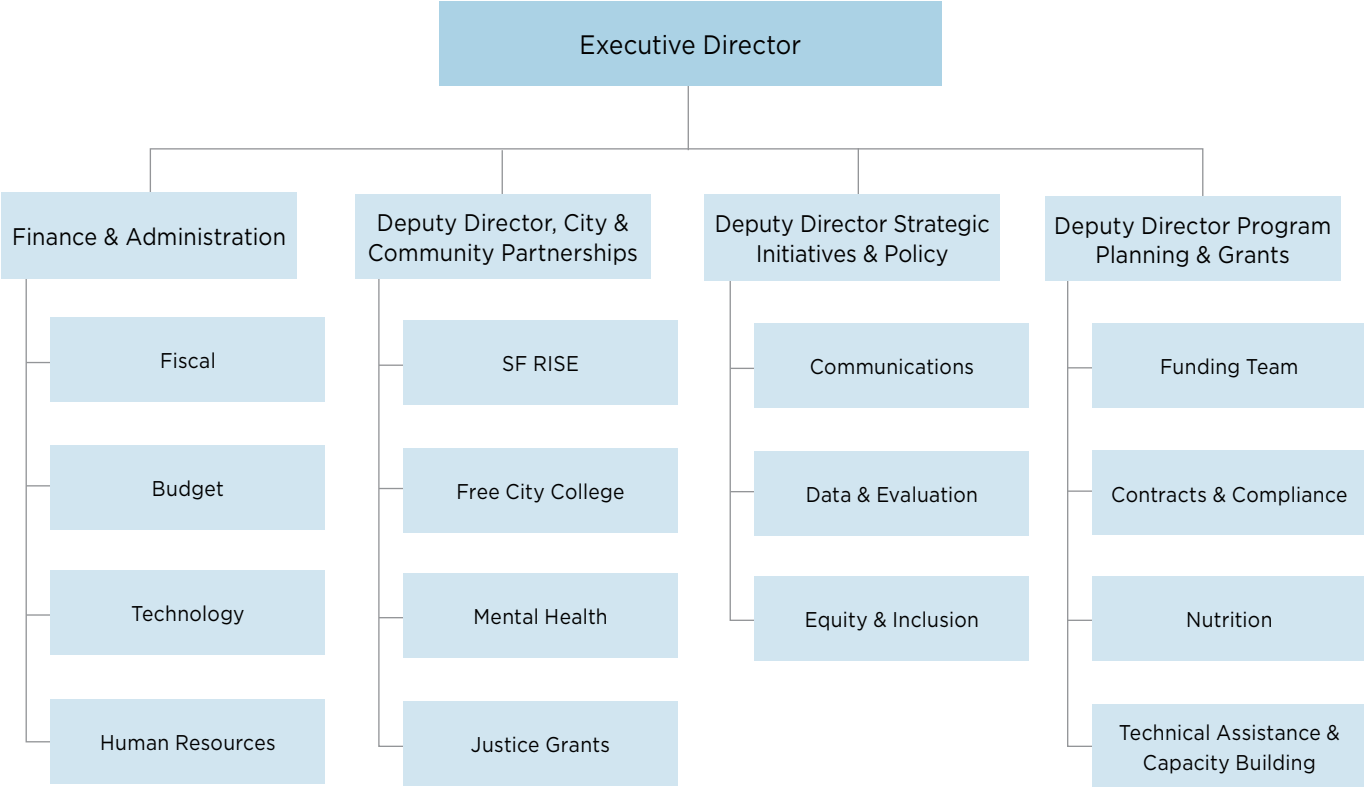 Executive Director
Finance & Administration
Fiscal
Budget
Technology
Human Resources
Deputy Director, City &
Community Partnerships
SF RISE
Free City College
Mental Health
Justice Grants
Deputy Director Strategic
Initiatives & Policy
Communications
Data & Evaluation
Equity & Inclusion
Deputy Director Program
Planning & Grants
Funding Team
Contracts & Compliance
Nutrition
Technical Assistance &
Capacity Building